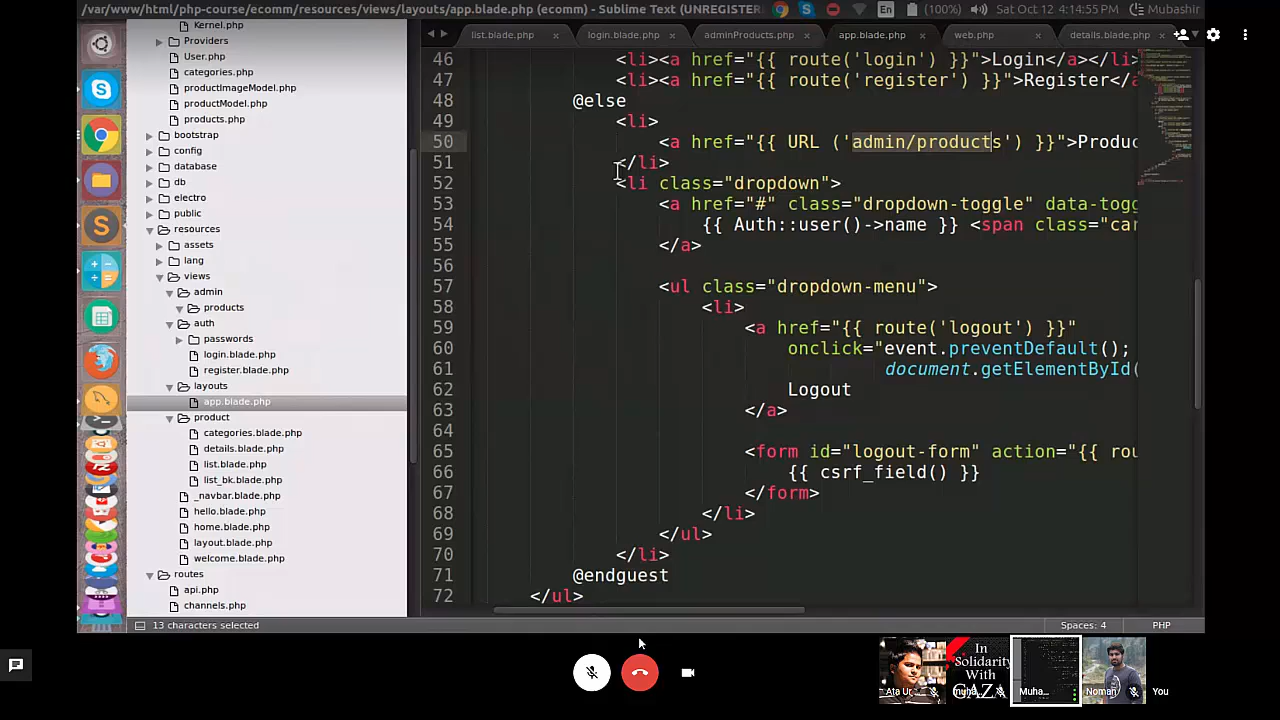 /var/www/html/php-course/ecomm/resources/views/layouts/app.blade.php (ecomm) - Sublime Text (UNREGISTER
En
(100%)
Sat Oct 12 4:14:55 PM
Mubashir
Kernel.php
Providers
User.php
categories.php
productImageModel.php
productModel.php
products.php
bootstrap
config
database
db
electro
public
resources
assets
lang
views
admin
products
auth
passwords
login.blade.php
register.blade.php
layouts
app.blade.php
product
categories.blade.php
details.blade.php
list.blade.php
list_bk.blade.php
_navbar.blade.php
hello.blade.php
home.blade.php
layout.blade.php
welcome.blade.php
routes
api.php
channels.php
list.blade.php
login.blade.php
adminProducts.php
app.blade.php
web.php
details.blade.php
46 <li><a href="{{ route('login') }}">Login</a></li
47 <li><a href="{{ route('register') }}">Register</a
48 @else
49 <li>
50 <a href="{{ URL ('admin/products') }}">Produc
51 </li>
52 <li class="dropdown">
53 <a href="#" class="dropdown-toggle" data-togg
54 {{ Auth::user()->name }} <span class="car
55 </a>
56
57 <ul class="dropdown-menu">
58 <li>
59 <a href="{{ route('logout') }}"
60 onclick="event.preventDefault();
61 document.getElementById(
62 Logout
63 </a>
64
65 <form id="logout-form" action="{{ rou
66 {{ csrf_field() }}
67 </form>
68 </li>
69 </ul>
70 </li>
71 @endguest
72 </ul>
13 characters selected
Spaces: 4
PHP
In
Solidarity
With
GAZA
Ata Ur
muha
Muha...
Noman
You